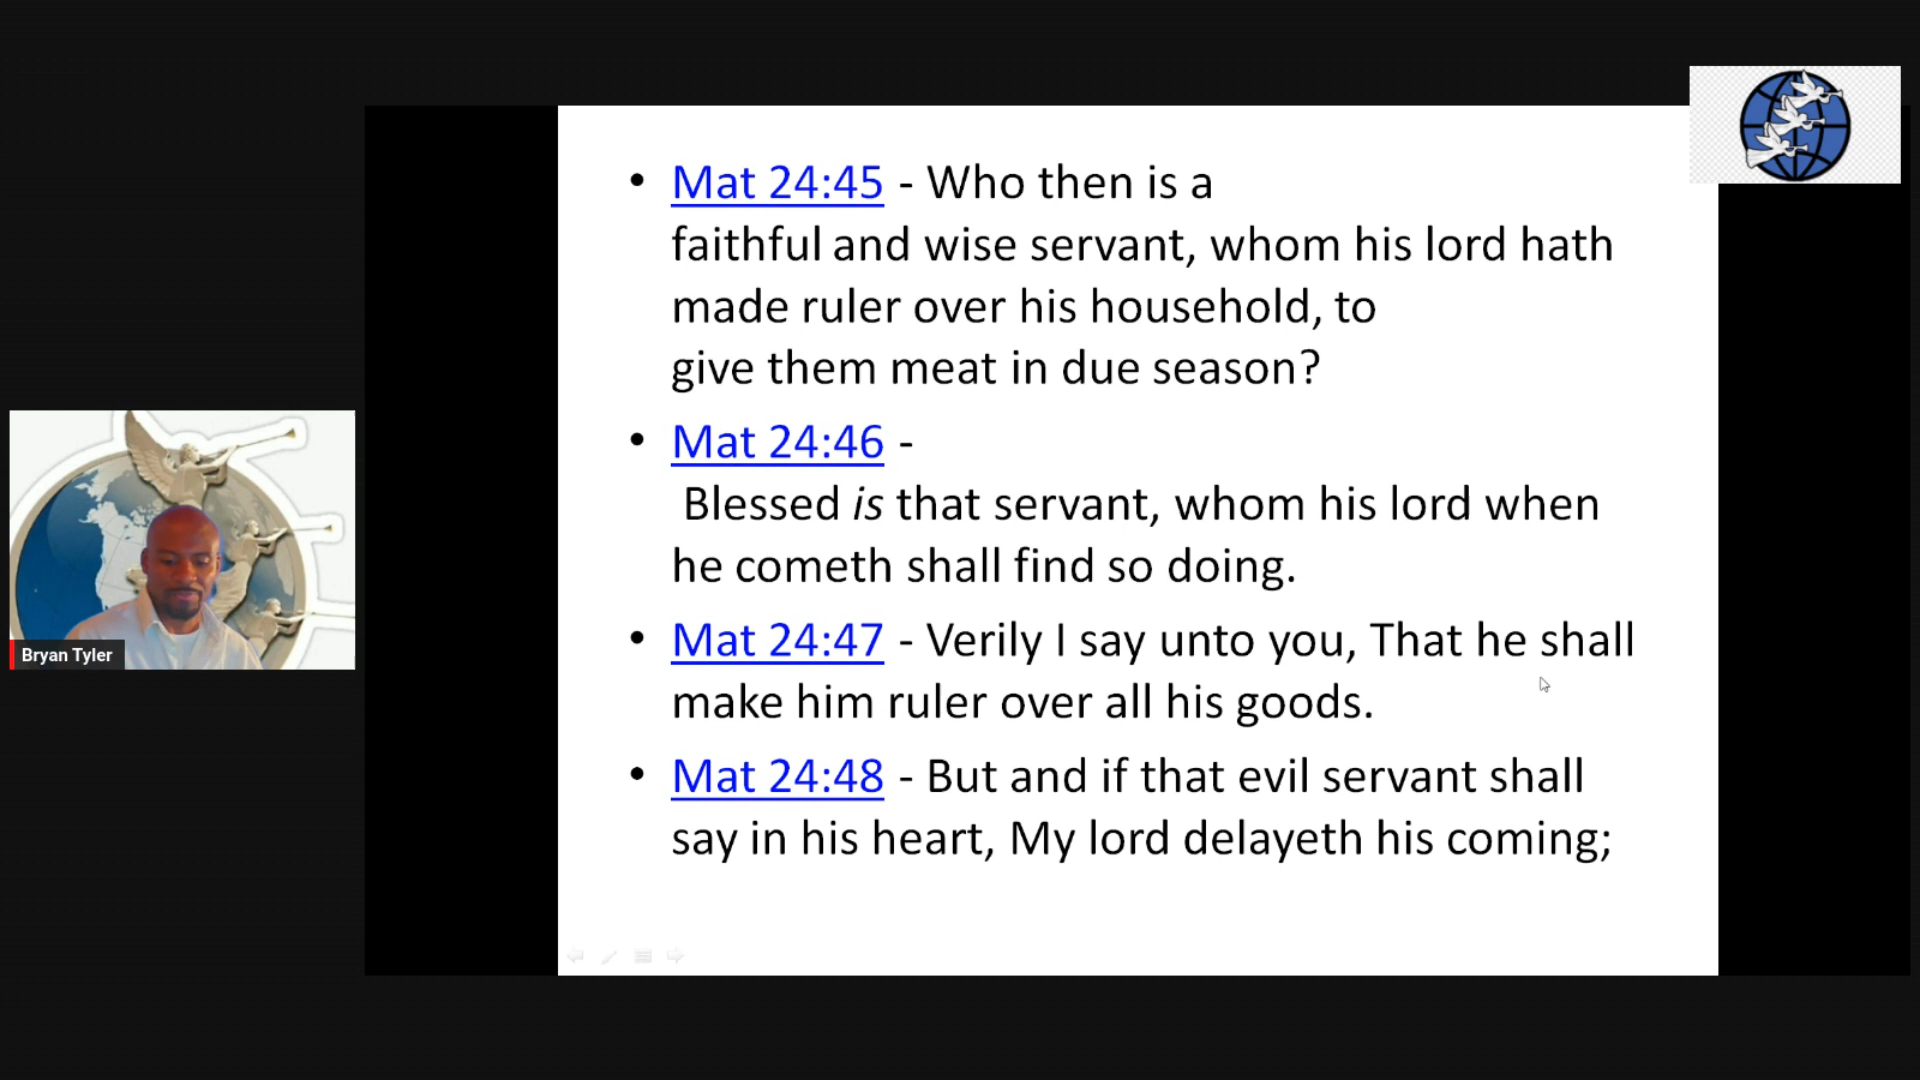 • Mat 24:45 - Who then is a
faithful and wise servant, whom his lord hath
made ruler over his household, to
give them meat in due season?
• Mat 24:46 -
Blessed is that servant, whom his lord when
he cometh shall find so doing.
• Mat 24:47 - Verily I say unto you, That he shall
make him ruler over all his goods.
• Mat 24:48 - But and if that evil servant shall
say in his heart, My lord delayeth his coming;
Bryan Tyler